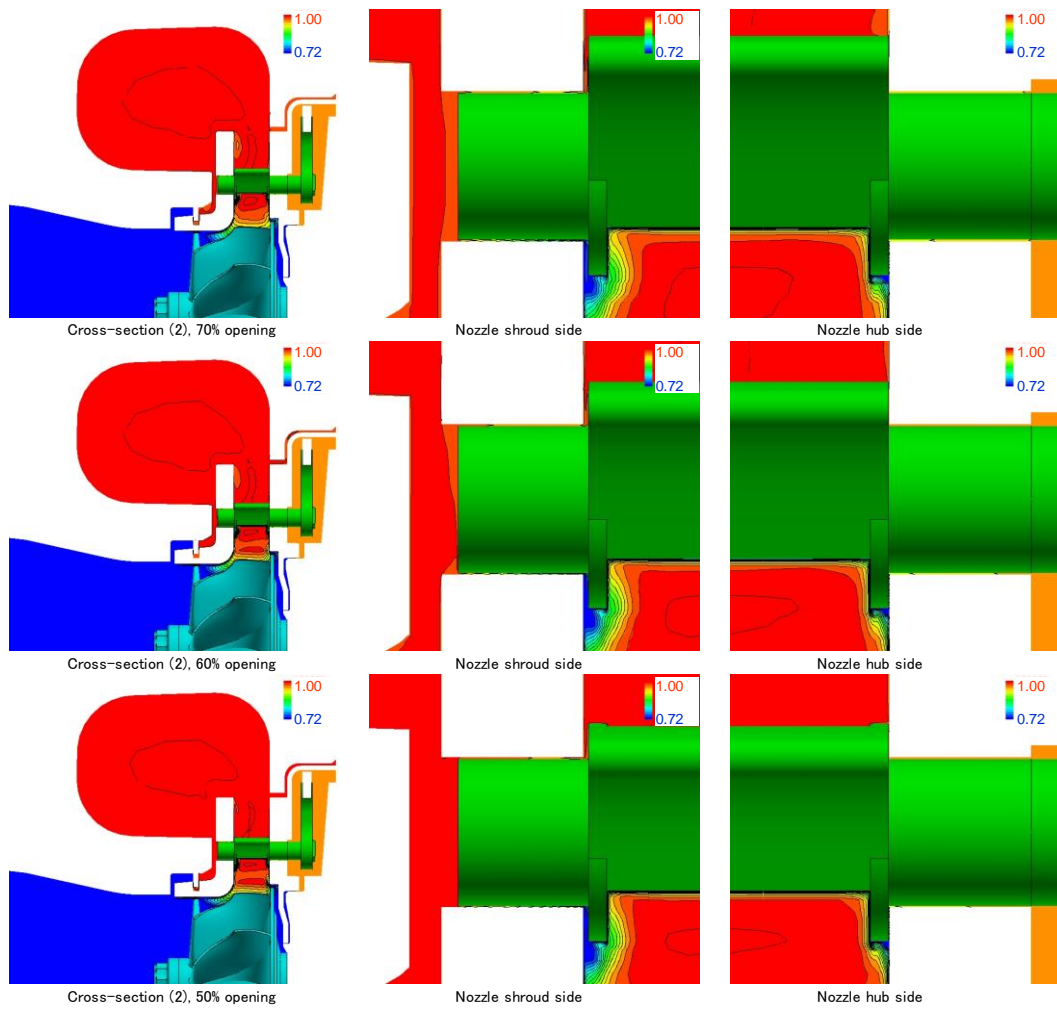 1.00
0.72
1.00
0.72
1.00
0.72
Cross-section (2), 70% opening
Nozzle shroud side
Nozzle hub side
1.00
0.72
1.00
0.72
1.00
0.72
Cross-section (2), 60% opening
Nozzle shroud side
Nozzle hub side
1.00
0.72
1.00
0.72
1.00
0.72
Cross-section (2), 50% opening
Nozzle shroud side
Nozzle hub side